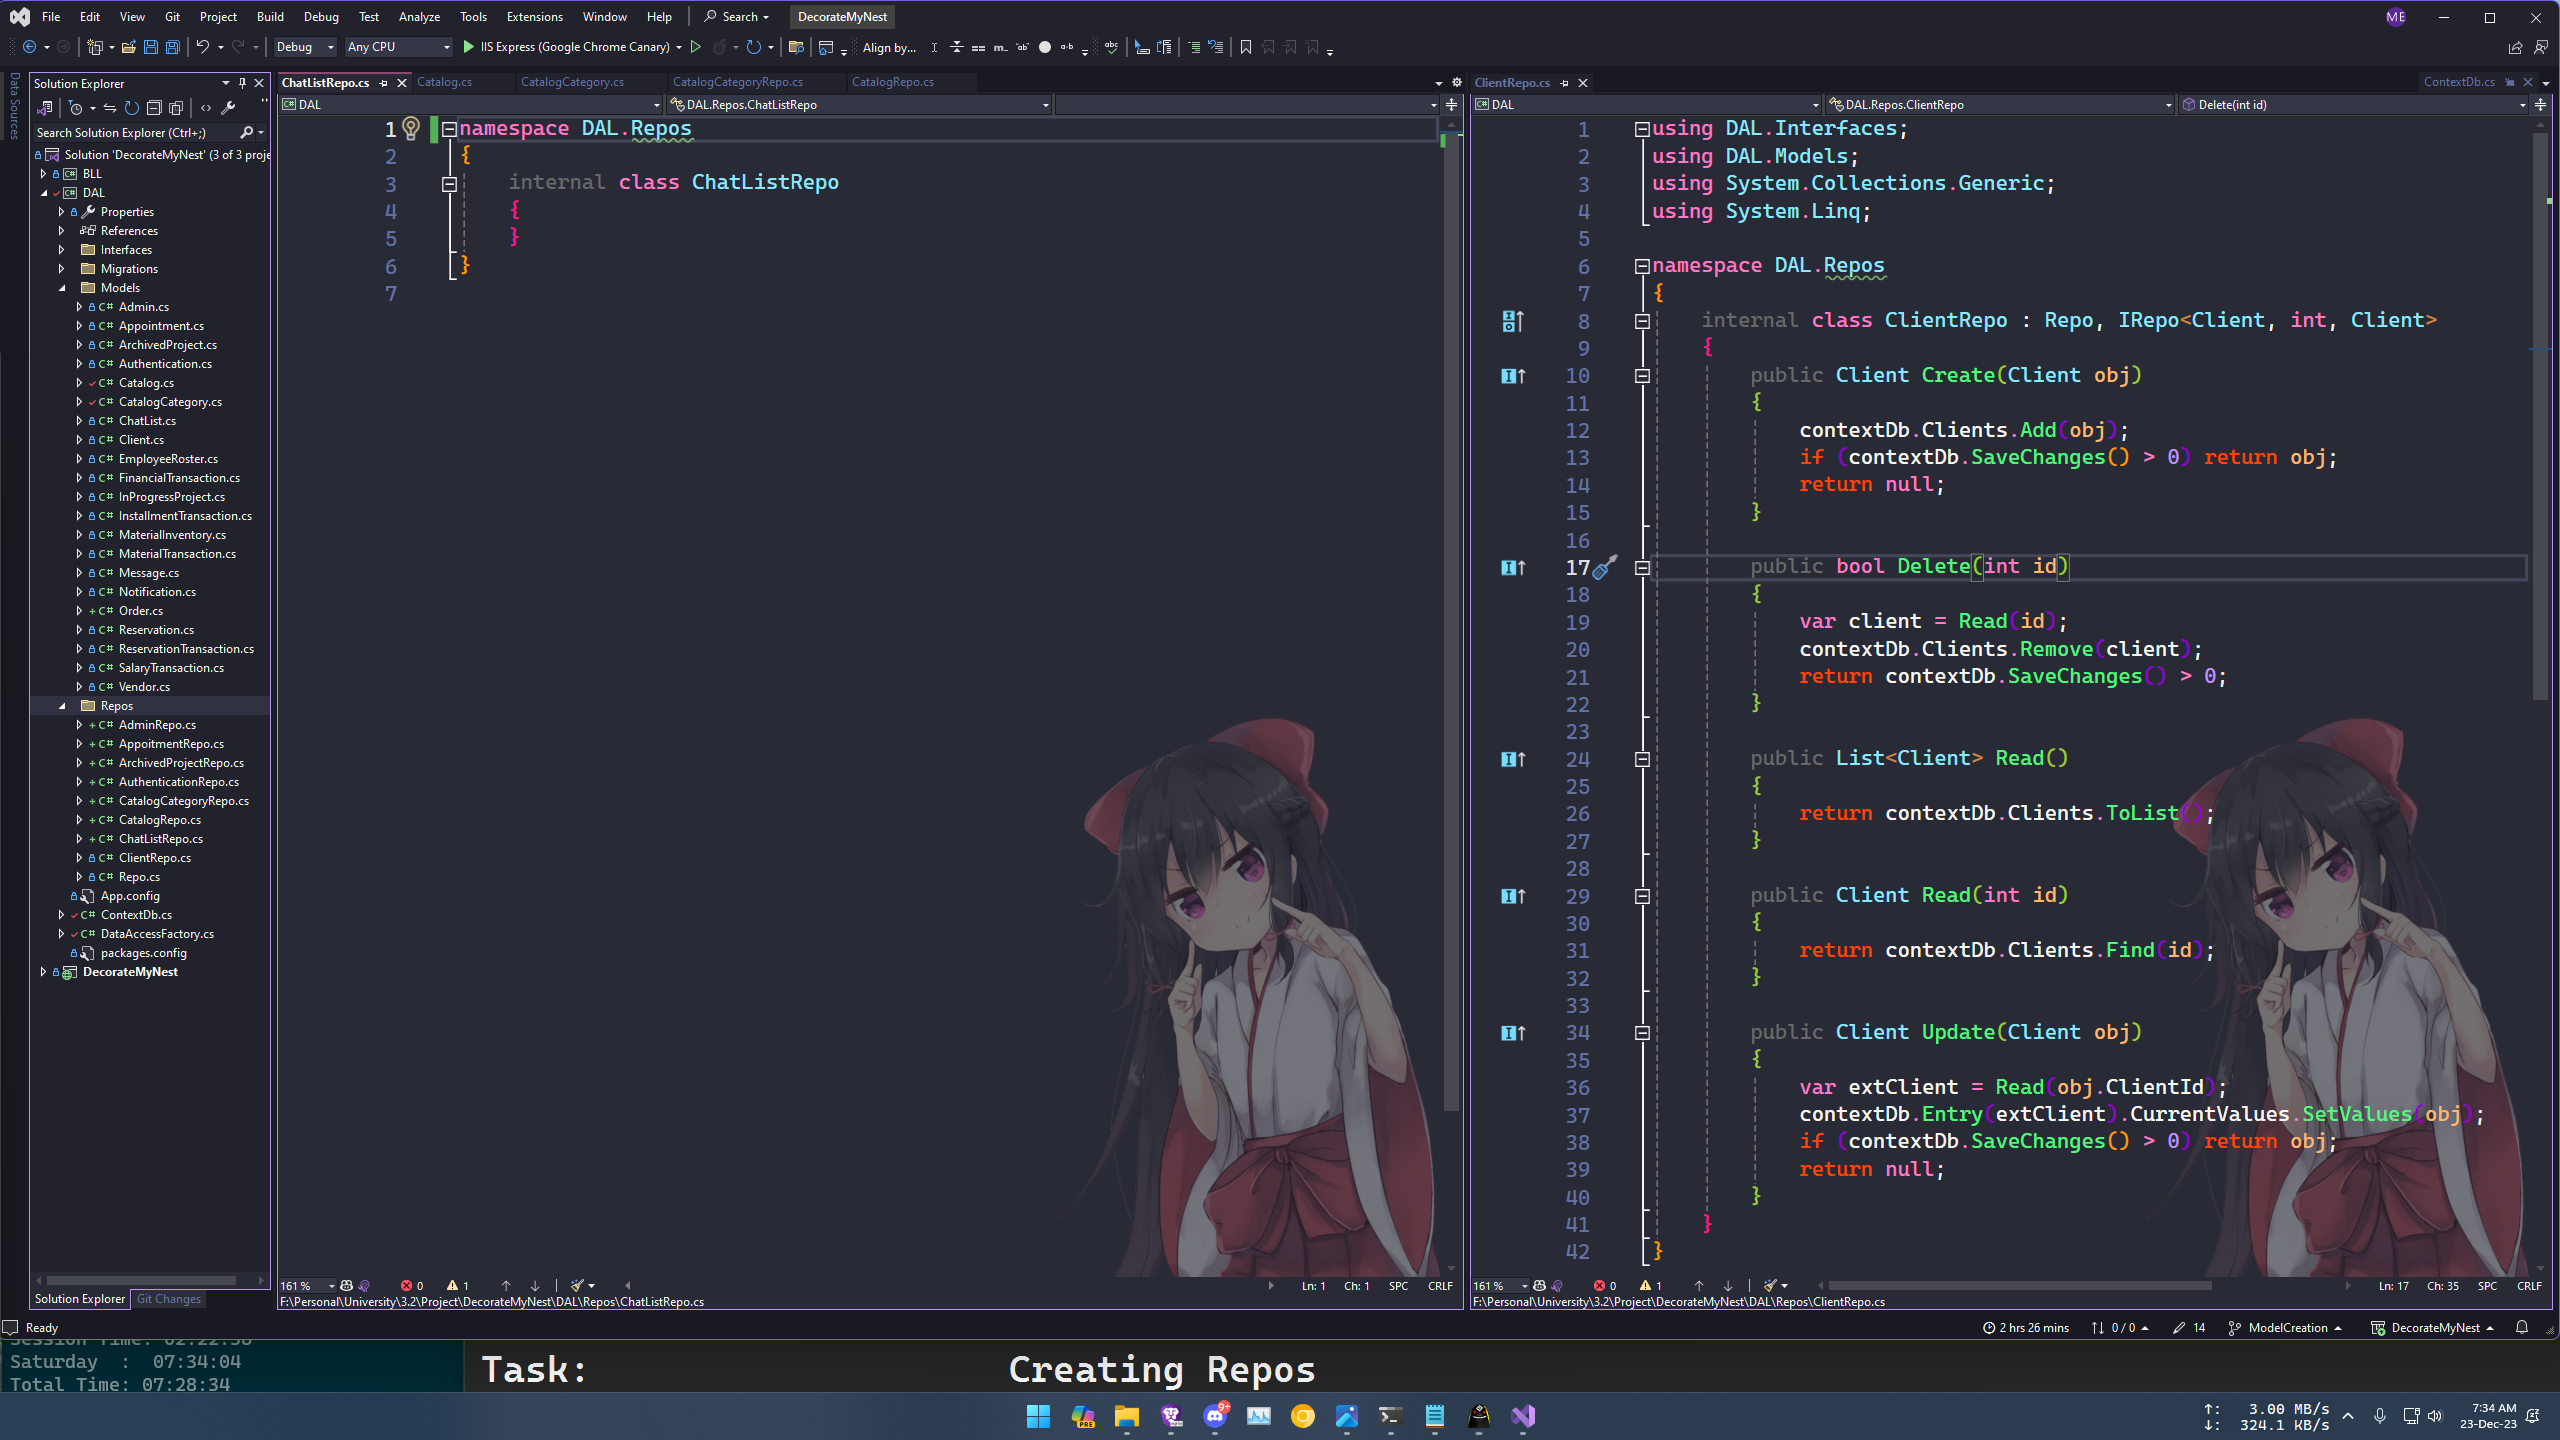 File Edit View Git Project Build Debug Test Analyze Tools Extensions Window Help Search DecorateMyNest ME
Debug Any CPU IIS Express (Google Chrome Canary) Align by...
Data Sources
Solution Explorer
Search Solution Explorer (Ctrl+;)
Solution 'DecorateMyNest' (3 of 3 proje
BLL
DAL
Properties
References
Interfaces
Migrations
Models
Admin.cs
Appointment.cs
ArchivedProject.cs
Authentication.cs
Catalog.cs
CatalogCategory.cs
ChatList.cs
Client.cs
EmployeeRoster.cs
FinancialTransaction.cs
InProgressProject.cs
InstallmentTransaction.cs
MaterialInventory.cs
MaterialTransaction.cs
Message.cs
Notification.cs
Order.cs
Reservation.cs
ReservationTransaction.cs
SalaryTransaction.cs
Vendor.cs
Repos
AdminRepo.cs
AppoitmentRepo.cs
ArchivedProjectRepo.cs
AuthenticationRepo.cs
CatalogCategoryRepo.cs
CatalogRepo.cs
ChatListRepo.cs
ClientRepo.cs
Repo.cs
App.config
ContextDb.cs
DataAccessFactory.cs
packages.config
DecorateMyNest
Solution Explorer Git Changes
ChatListRepo.cs Catalog.cs CatalogCategory.cs CatalogCategoryRepo.cs CatalogRepo.cs
DAL DAL.Repos.ChatListRepo
1 namespace DAL.Repos
2 {
3 internal class ChatListRepo
4 {
5 }
6 }
7
161 % 0 1 Ln: 1 Ch: 1 SPC CRLF
F:\Personal\University\3.2\Project\DecorateMyNest\DAL\Repos\ChatListRepo.cs
ClientRepo.cs ContextDb.cs
DAL DAL.Repos.ClientRepo Delete(int id)
1 using DAL.Interfaces;
2 using DAL.Models;
3 using System.Collections.Generic;
4 using System.Linq;
5
6 namespace DAL.Repos
7 {
8 internal class ClientRepo : Repo, IRepo<Client, int, Client>
9 {
10 public Client Create(Client obj)
11 {
12 contextDb.Clients.Add(obj);
13 if (contextDb.SaveChanges() > 0) return obj;
14 return null;
15 }
16
17 public bool Delete(int id)
18 {
19 var client = Read(id);
20 contextDb.Clients.Remove(client);
21 return contextDb.SaveChanges() > 0;
22 }
23
24 public List<Client> Read()
25 {
26 return contextDb.Clients.ToList();
27 }
28
29 public Client Read(int id)
30 {
31 return contextDb.Clients.Find(id);
32 }
33
34 public Client Update(Client obj)
35 {
36 var extClient = Read(obj.ClientId);
37 contextDb.Entry(extClient).CurrentValues.SetValues(obj);
38 if (contextDb.SaveChanges() > 0) return obj;
39 return null;
40 }
41 }
42 }
161 % 0 1 Ln: 17 Ch: 35 SPC CRLF
F:\Personal\University\3.2\Project\DecorateMyNest\DAL\Repos\ClientRepo.cs
Ready 2 hrs 26 mins 0 / 0 14 ModelCreation DecorateMyNest
Session Time: 02:22:38
Saturday : 07:34:04
Total Time: 07:28:34
Task: Creating Repos
PRE 9+
↑: 3.00 MB/s
↓: 324.1 KB/s
7:34 AM
23-Dec-23